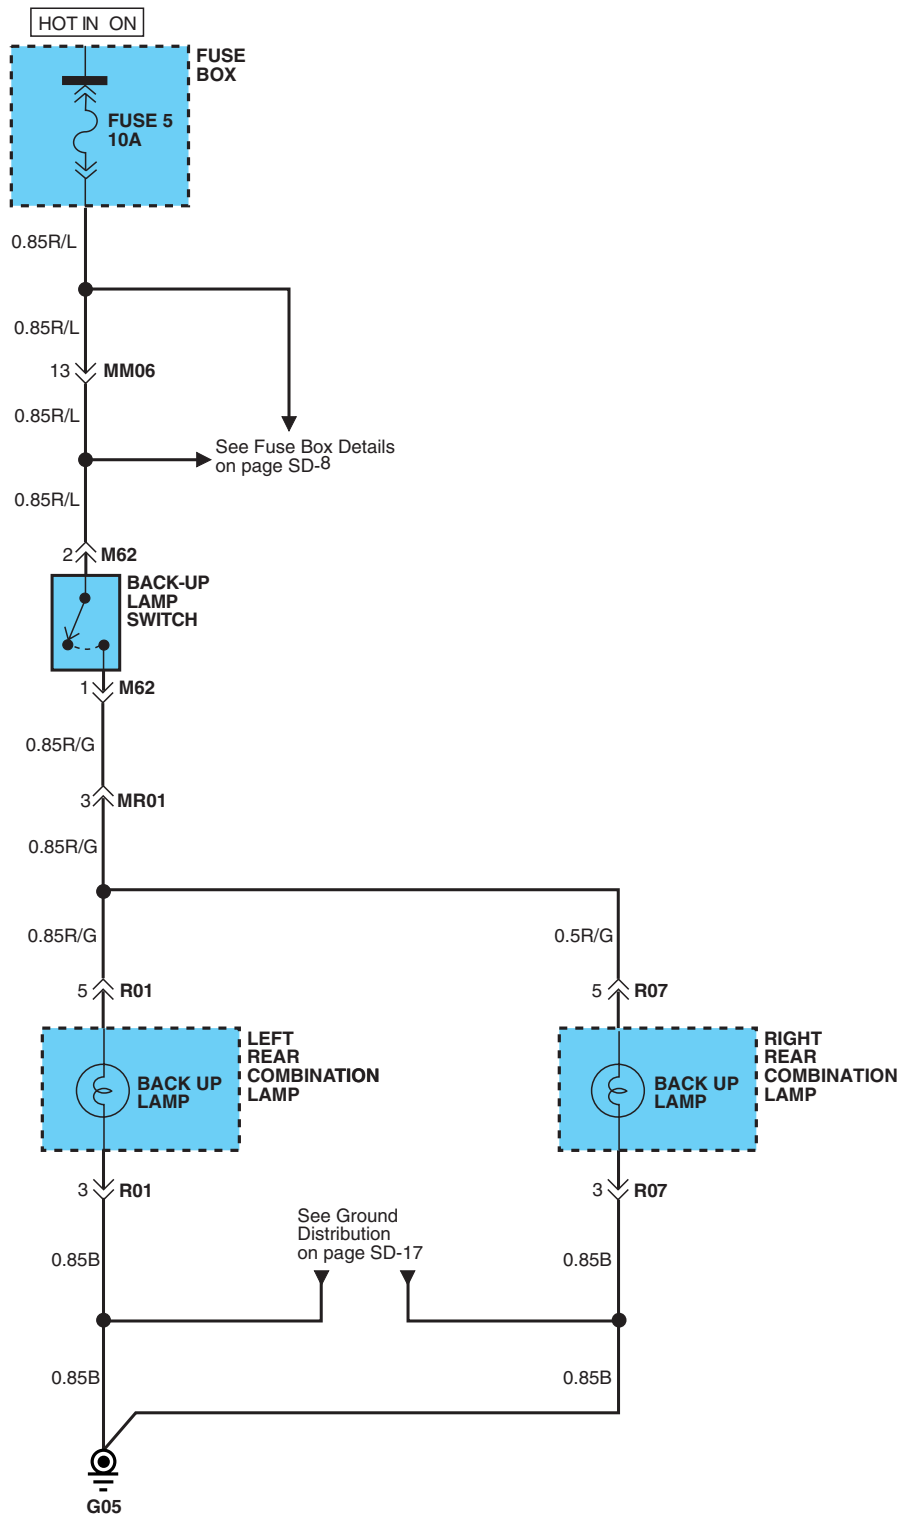 HOT IN ON
FUSE
BOX
FUSE 5
10A
0.85R/L
0.85R/L
13 MM06
0.85R/L
See Fuse Box Details
on page SD-8
0.85R/L
2 M62
BACK-UP
LAMP
SWITCH
1 M62
0.85R/G
3 MR01
0.85R/G
0.85R/G
0.5R/G
5 R01
5 R07
LEFT
REAR
COMBINATION
LAMP
BACK UP
LAMP
RIGHT
REAR
COMBINATION
LAMP
BACK UP
LAMP
3 R01
3 R07
See Ground
Distribution
on page SD-17
0.85B
0.85B
0.85B
0.85B
G05